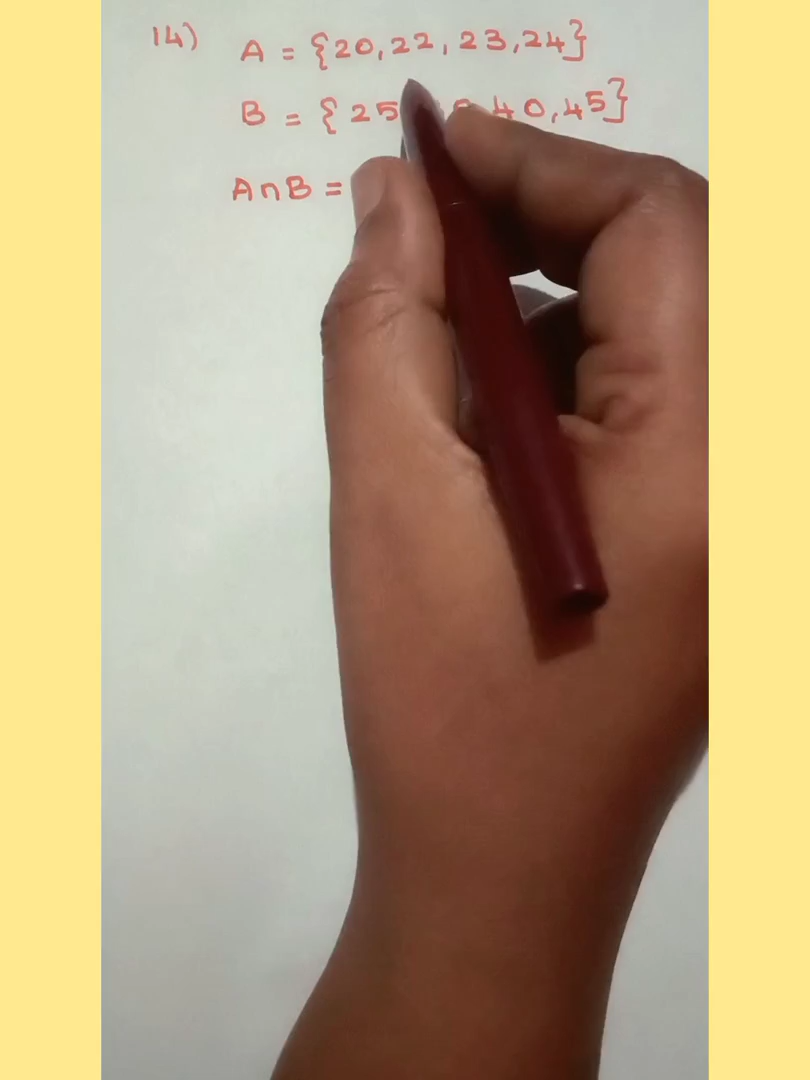 14) A = {20, 22, 23, 24}
B = {25 40, 45}
A∩B =